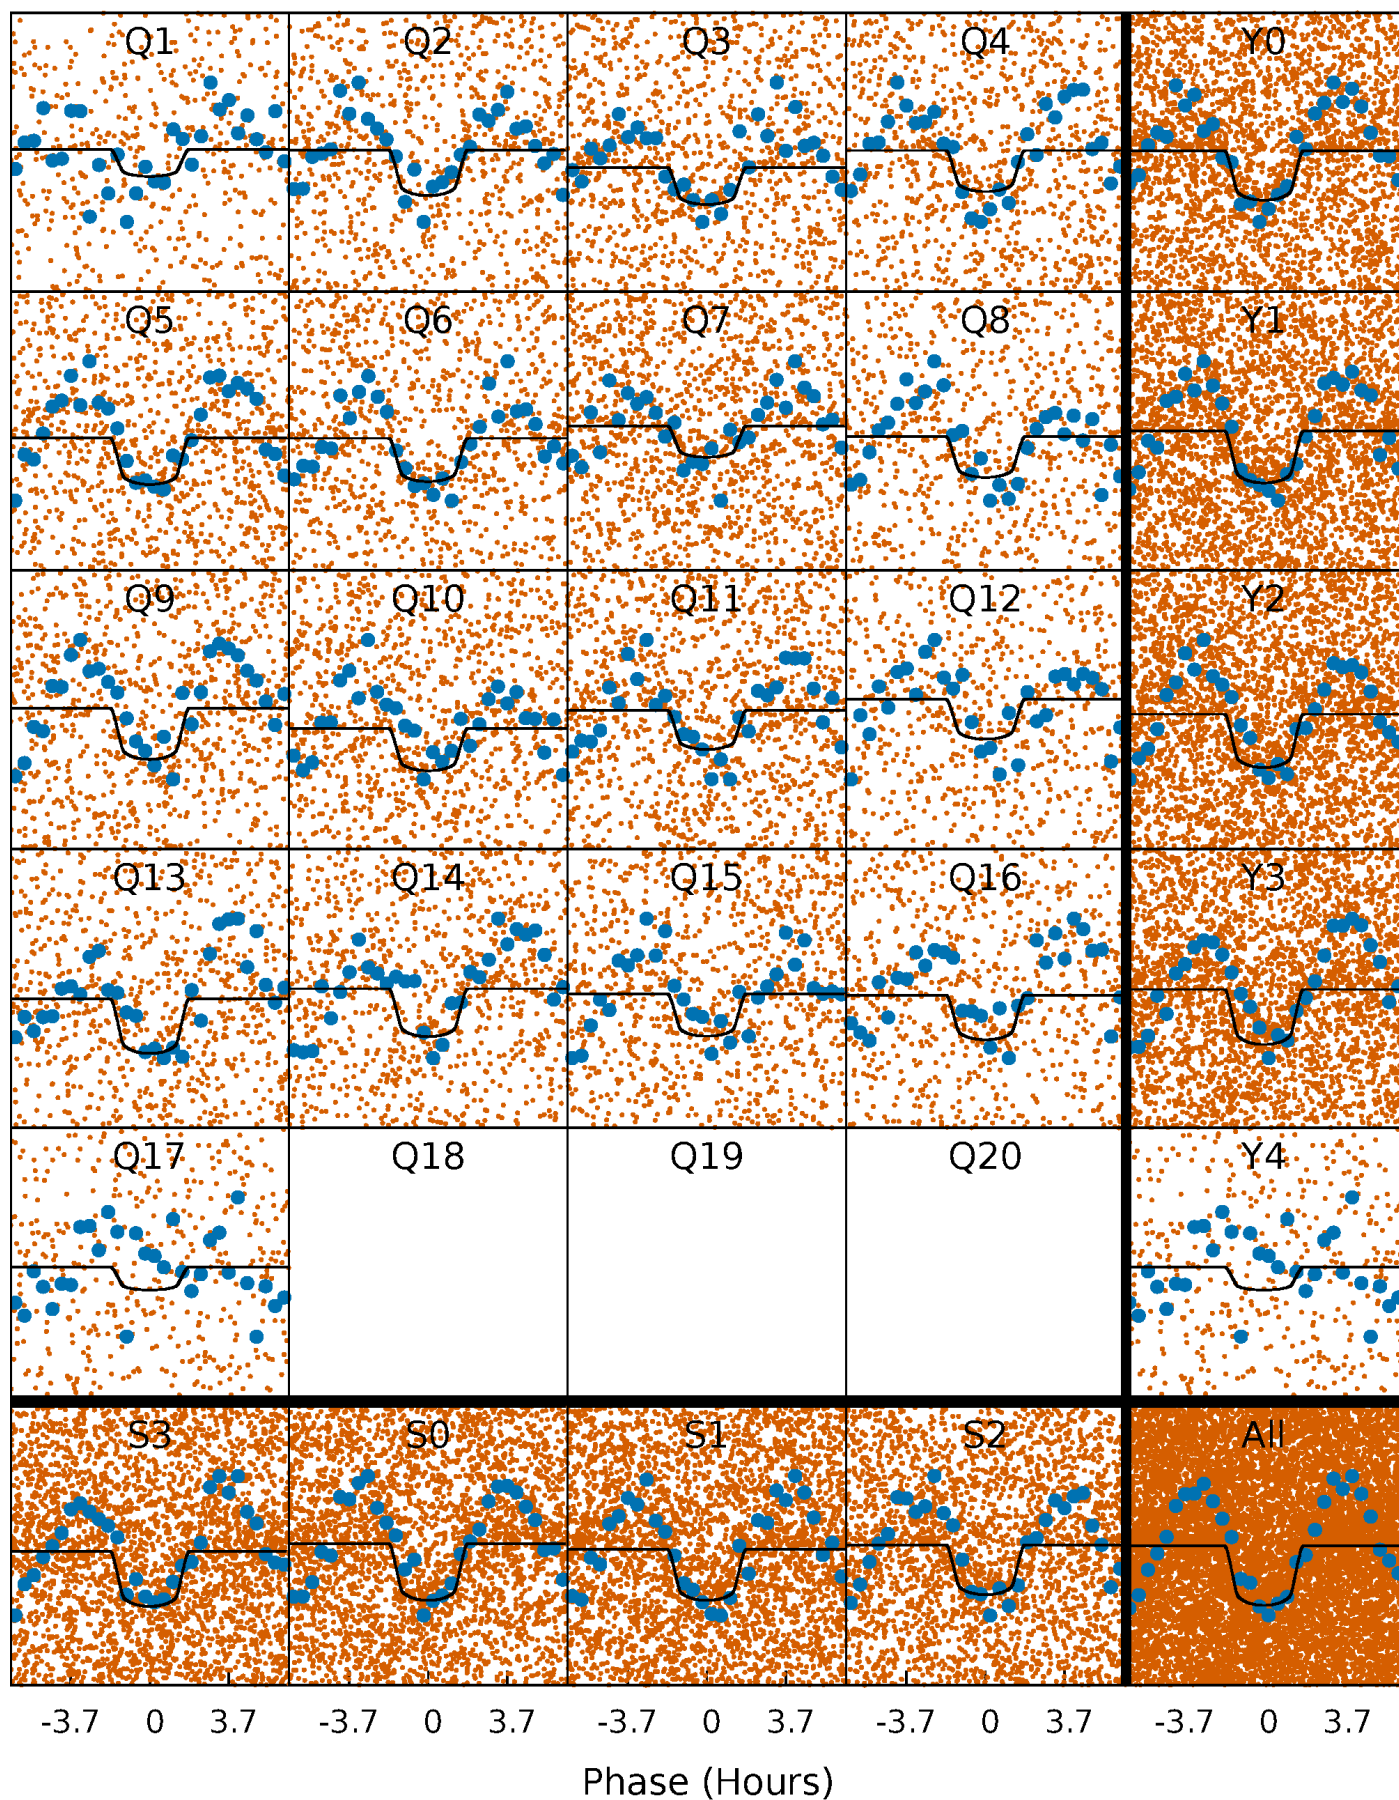 Q1 Q2 Q3 Q4 Y0
Q5 Q6 Q7 Q8 Y1
Q9 Q10 Q11 Q12 Y2
Q13 Q14 Q15 Q16 Y3
Q17 Q18 Q19 Q20 Y4
S3 S0 S1 S2 All
-3.7 0 3.7 -3.7 0 3.7 -3.7 0 3.7 -3.7 0 3.7 -3.7 0 3.7
Phase (Hours)